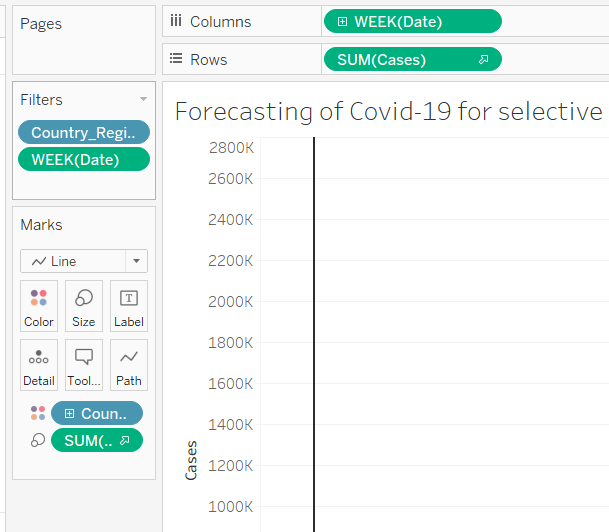 Pages
Columns
WEEK(Date)
Rows
SUM(Cases)
Filters
Country_Regi..
WEEK(Date)
Marks
Line
Color
Size
Label
Detail
Tool...
Path
Coun..
SUM(..
Forecasting of Covid-19 for selective
2800K
2600K
2400K
2200K
2000K
1800K
1600K
1400K
1200K
1000K
Cases